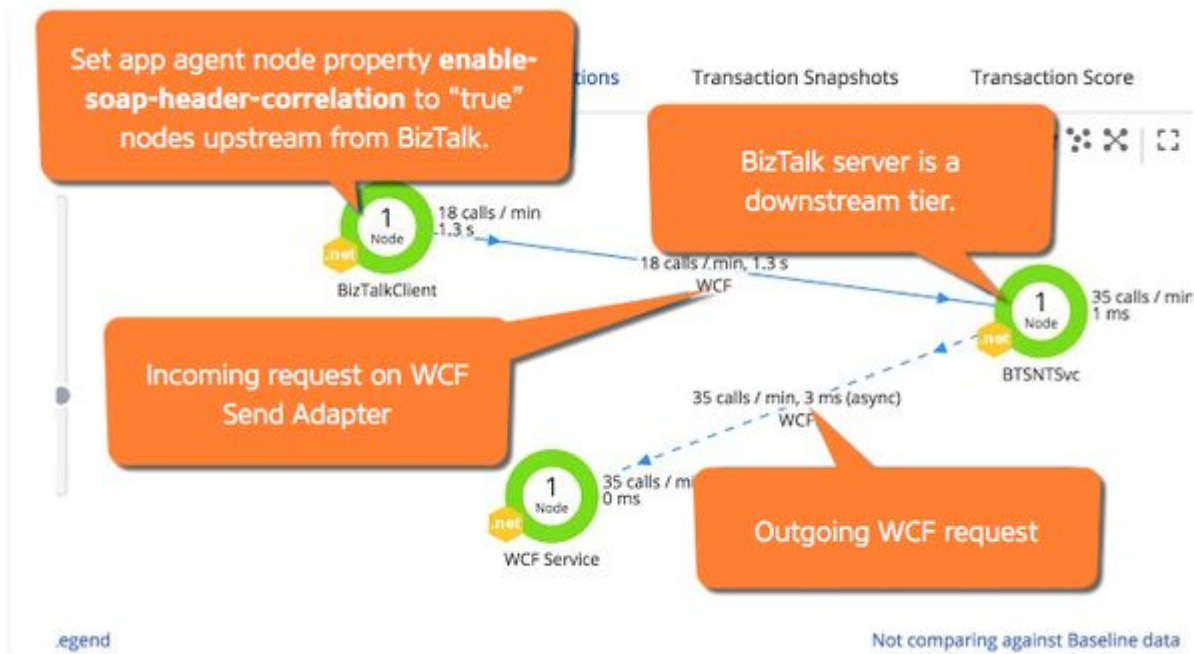 Set app agent node property enable-
soap-header-correlation to “true”
nodes upstream from BizTalk.
tions
Transaction Snapshots
Transaction Score
BizTalk server is a
downstream tier.
1
Node
.net
BizTalkClient
18 calls / min
1.3 s
18 calls / min, 1.3 s
WCF
1
Node
.net
BTSNTSvc
35 calls / min
1 ms
Incoming request on WCF
Send Adapter
35 calls / min, 3 ms (async)
WCF
1
Node
.net
WCF Service
35 calls / mi
0 ms
Outgoing WCF request
.egend
Not comparing against Baseline data